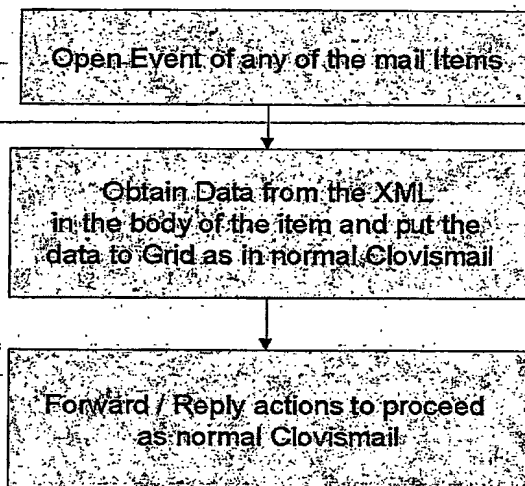 Open Event of any of the mail Items
Obtain Data from the XML
in the body of the item and put the
data to Grid as in normal Clovismail
Forward / Reply actions to proceed
as normal Clovismail